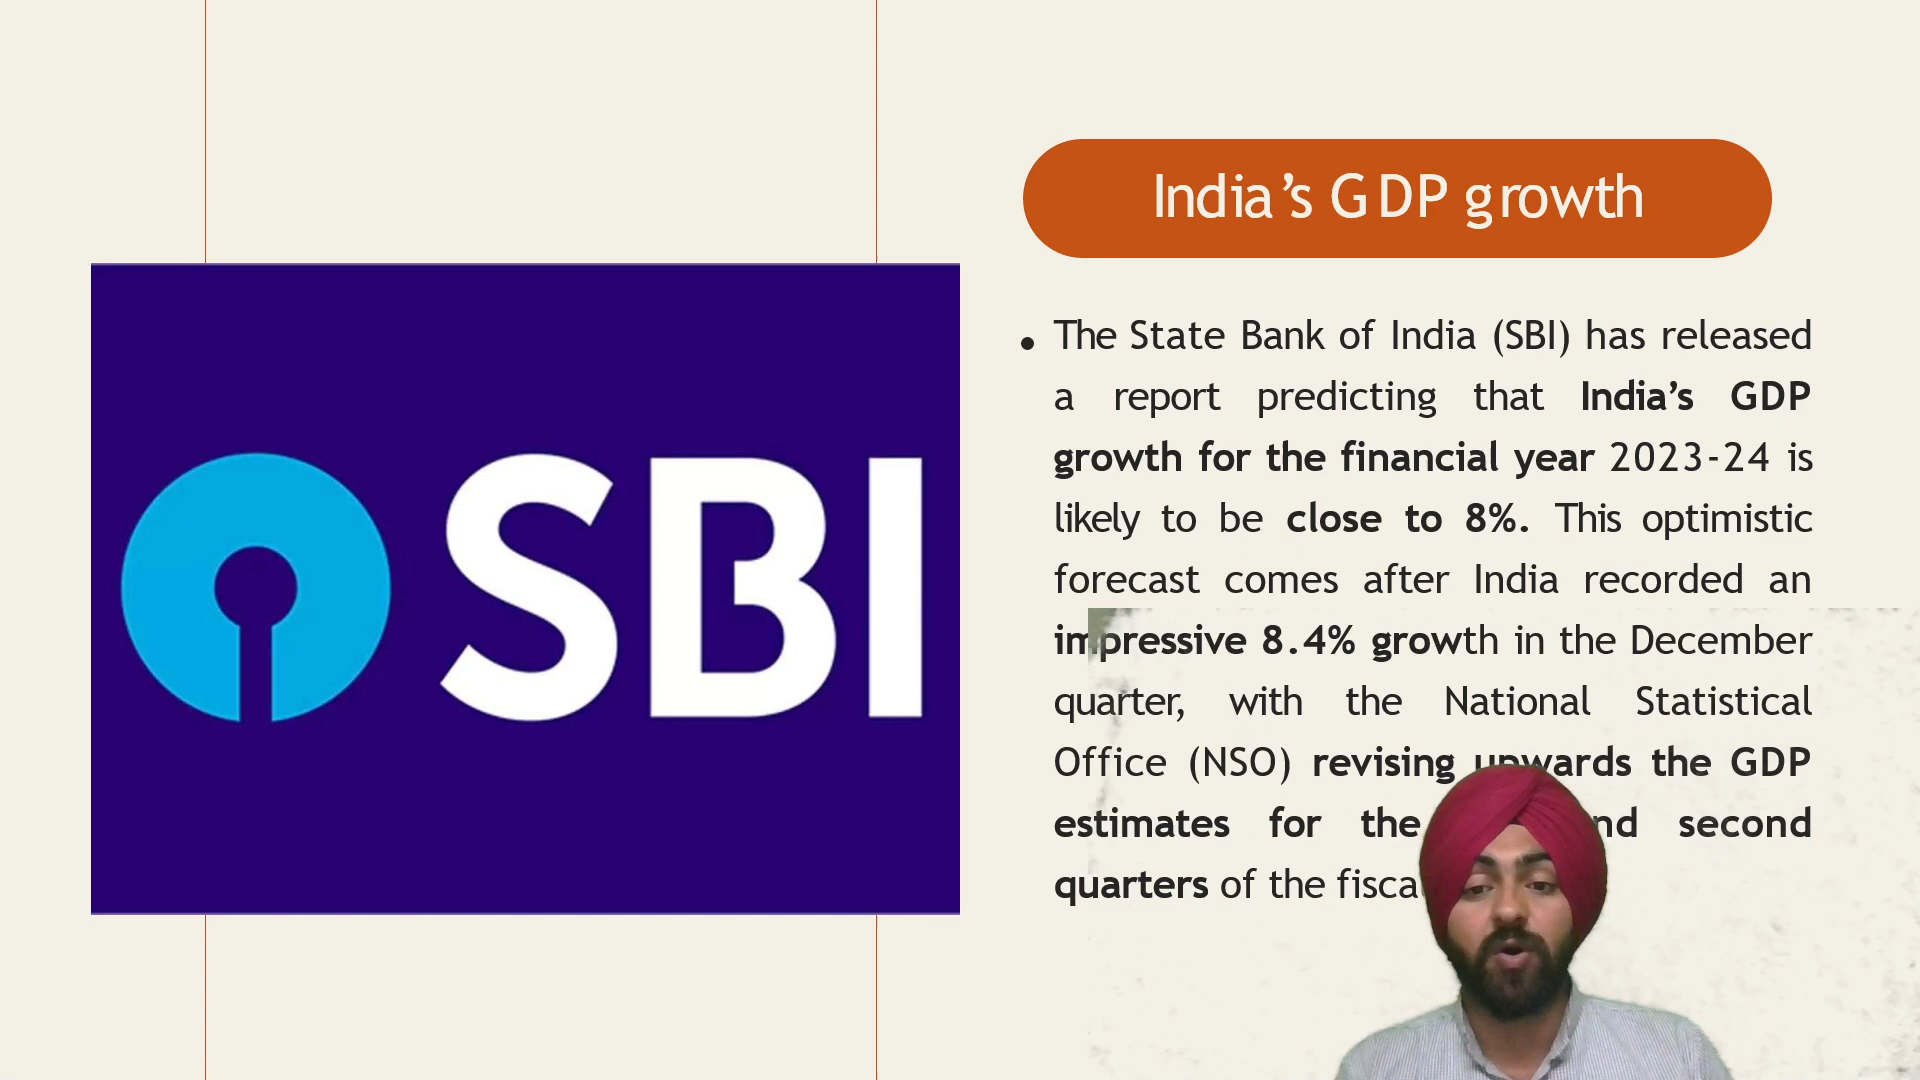 SBI
India’s GDP growth
• The State Bank of India (SBI) has released
a report predicting that India’s GDP
growth for the financial year 2023-24 is
likely to be close to 8%. This optimistic
forecast comes after India recorded an
impressive 8.4% growth in the December
quarter, with the National Statistical
Office (NSO) revising upwards the GDP
estimates for the second
quarters of the